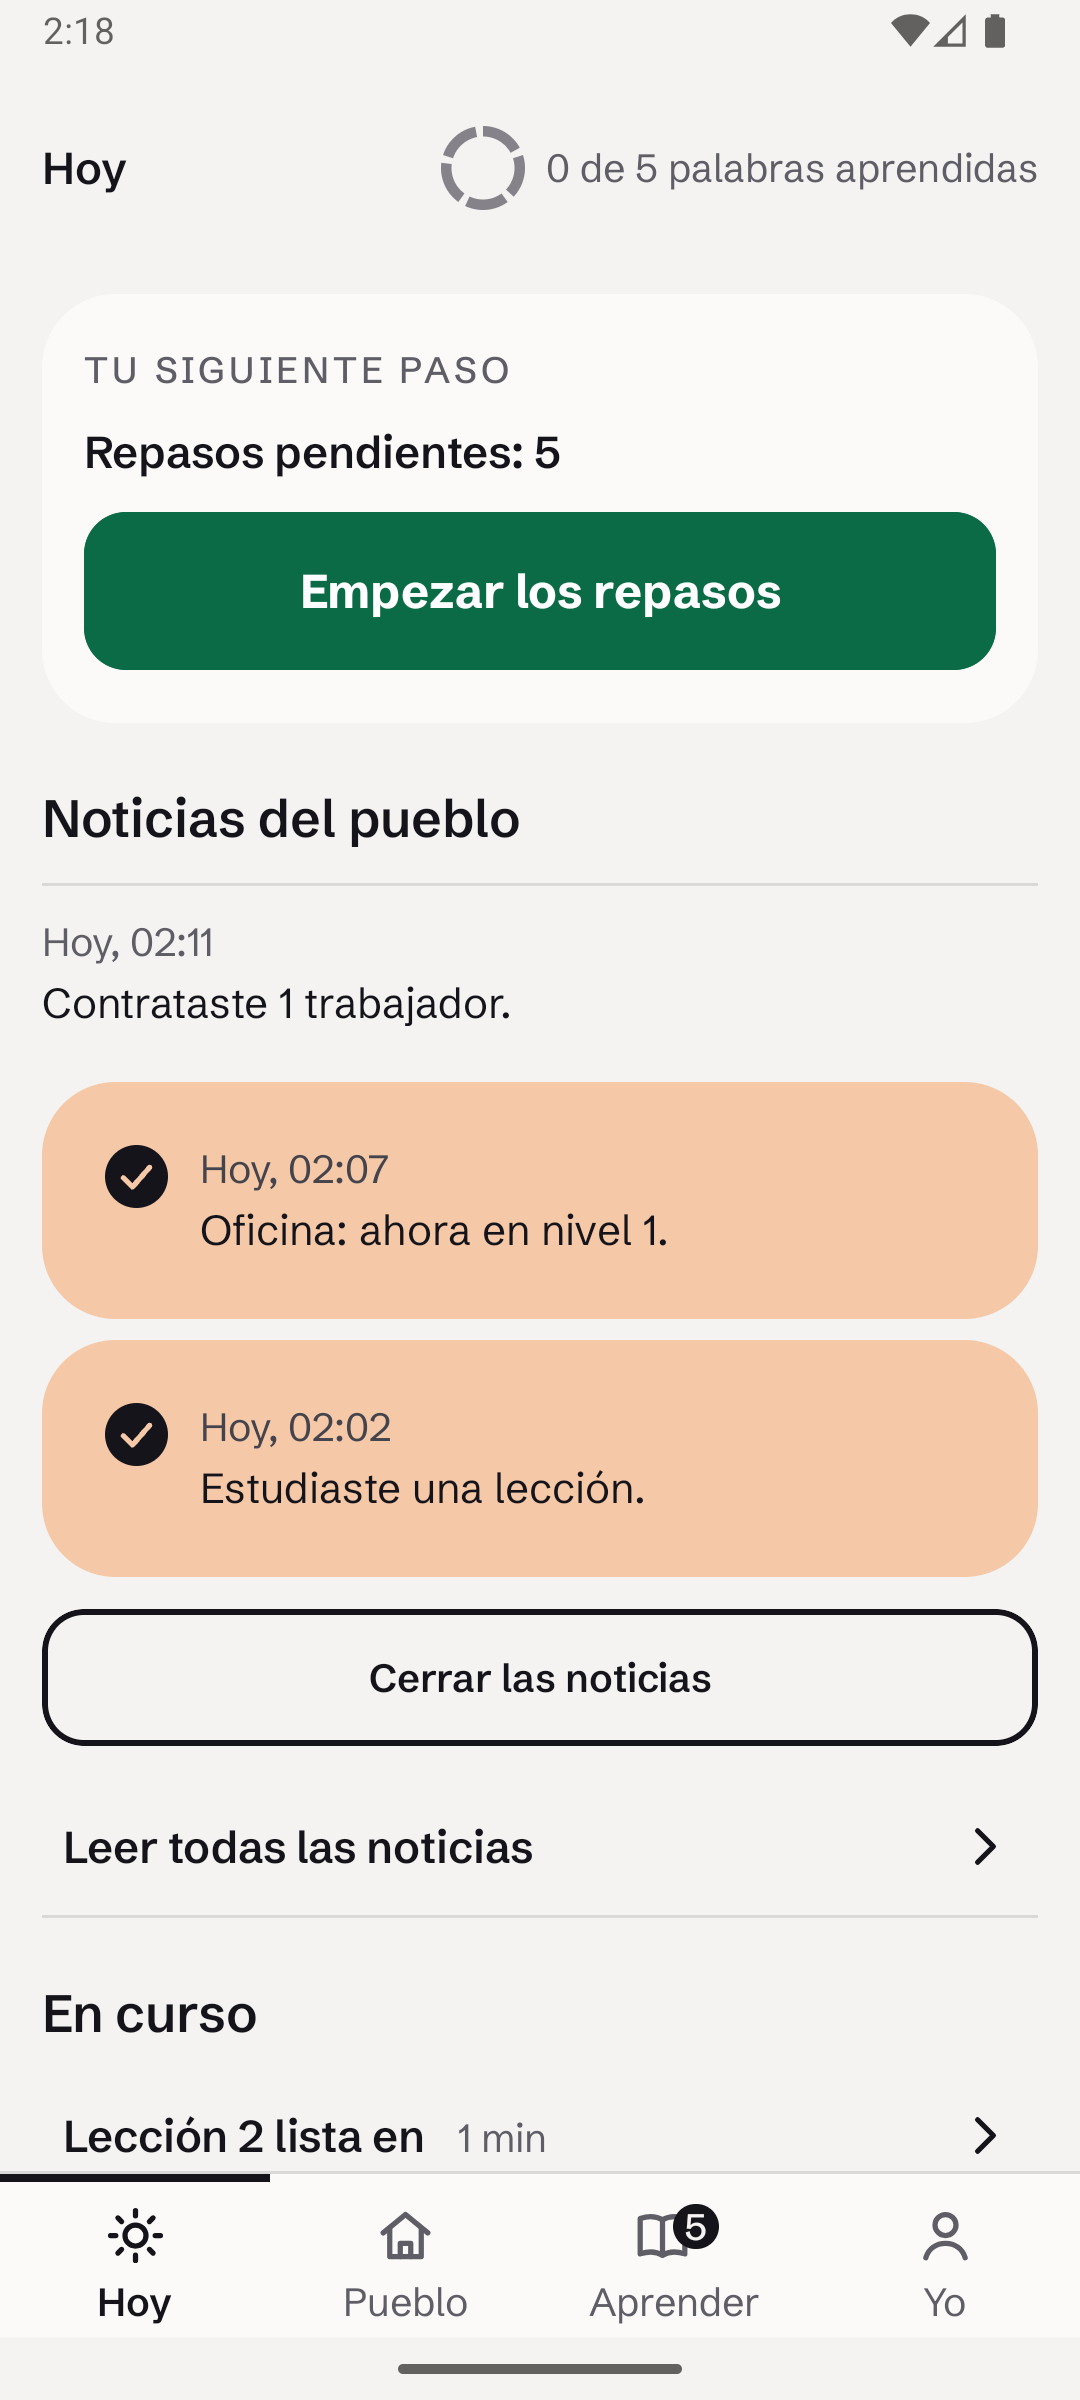 2:18
Hoy
0 de 5 palabras aprendidas
TU SIGUIENTE PASO
Repasos pendientes: 5
Empezar los repasos
Noticias del pueblo
Hoy, 02:11
Contrataste 1 trabajador.
Hoy, 02:07
Oficina: ahora en nivel 1.
Hoy, 02:02
Estudiaste una lección.
Cerrar las noticias
Leer todas las noticias
En curso
Lección 2 lista en 1 min
5
Hoy
Pueblo
Aprender
Yo